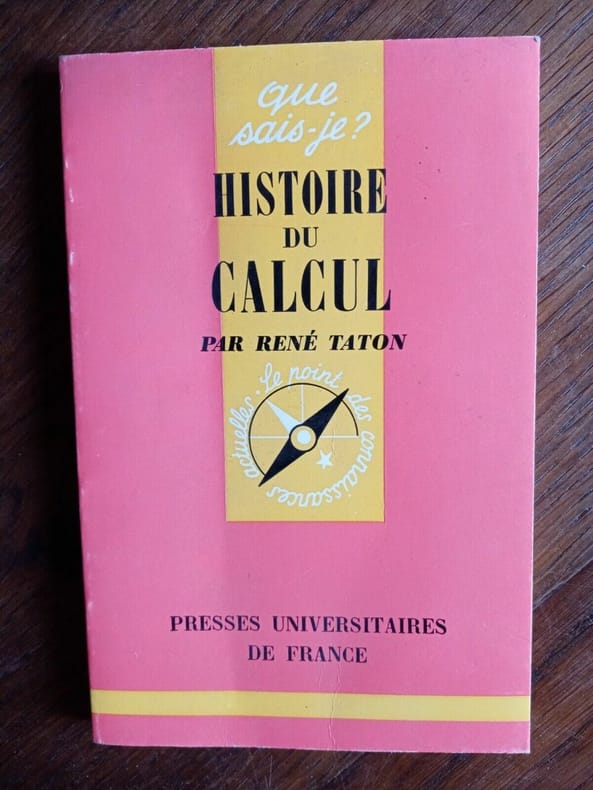 que
sais-je?
HISTOIRE
DU
CALCUL
PAR RENÉ TATON
Le point des connaissances actuelles.
PRESSES UNIVERSITAIRES
DE FRANCE